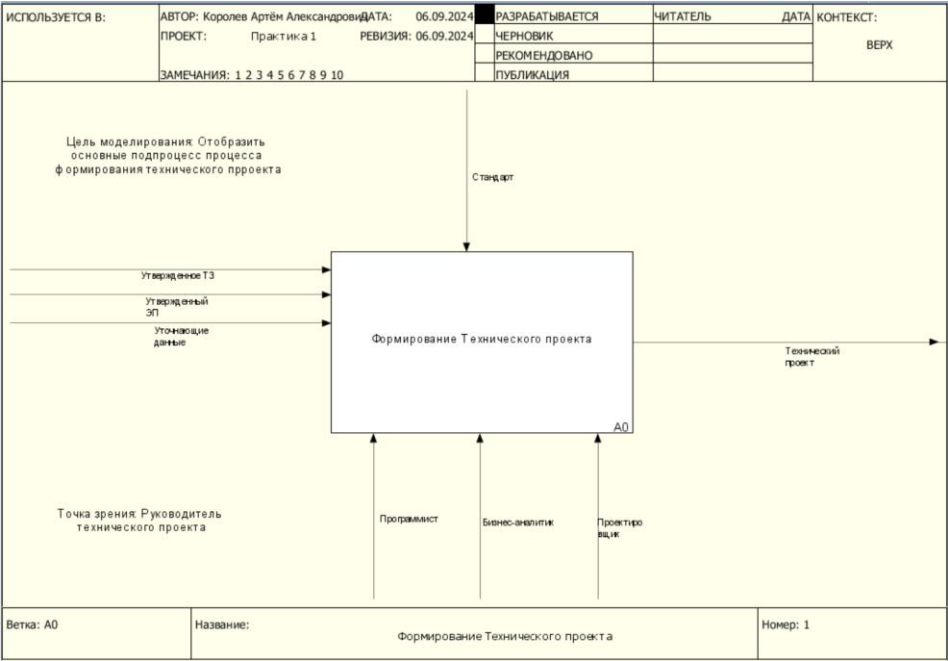 ИСПОЛЬЗУЕТСЯ В:
АВТОР: Королев Артём Александрович
ДАТА: 06.09.2024
РАЗРАБАТЫВАЕТСЯ
ЧИТАТЕЛЬ
ДАТА
КОНТЕКСТ:
ПРОЕКТ: Практика 1
РЕВИЗИЯ: 06.09.2024
ЧЕРНОВИК
ВЕРХ
РЕКОМЕНДОВАНО
ЗАМЕЧАНИЯ: 1 2 3 4 5 6 7 8 9 10
ПУБЛИКАЦИЯ
Цель моделирования: Отобразить
основные подпроцесс процесса
формирования технического прроекта
Стандарт
Утвержденное ТЗ
Утвержденный
ЭП
Уточнающие
данные
Формирование Технического проекта
A0
Технический
проект
Точка зрения: Руководитель
технического проекта
Программист
Бизнес-аналитик
Проектиро
вщик
Ветка: A0
Название:
Формирование Технического проекта
Номер: 1